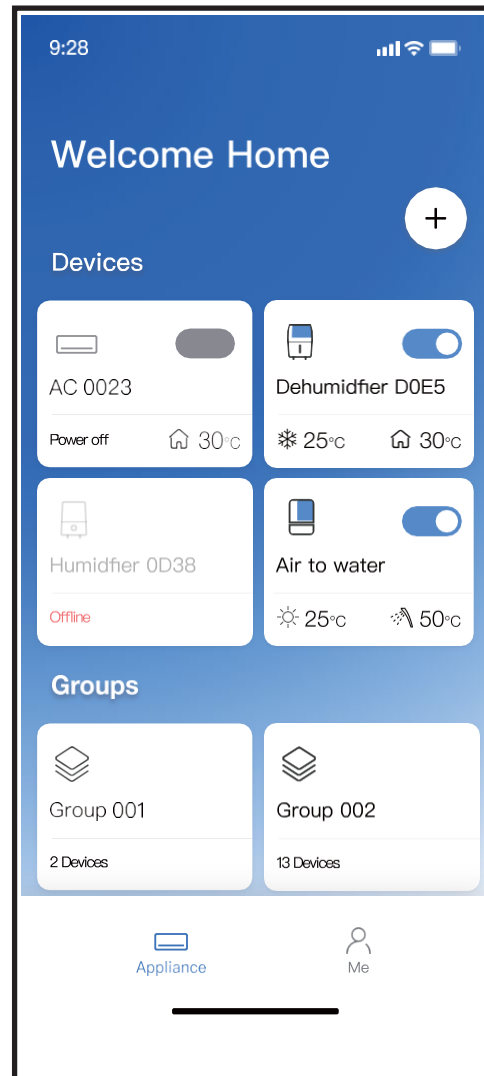 9:28
Welcome Home
+
Devices
AC 0023
Power off 30°C
Dehumidfier D0E5
25°C 30°C
Humidfier 0D38
Offline
Air to water
25°C 50°C
Groups
Group 001
2 Devices
Group 002
13 Devices
Appliance
Me